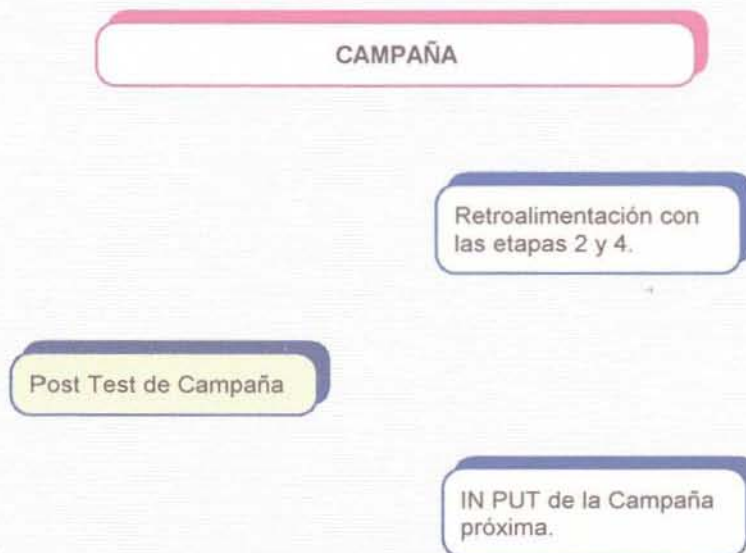 CAMPAÑA
Retroalimentación con
las etapas 2 y 4.
Post Test de Campaña
IN PUT de la Campaña
próxima.